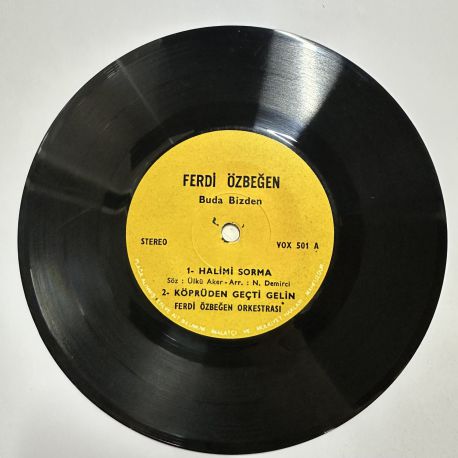 FERDİ ÖZBEĞEN
Buda Bizden
STEREO
VOX 501 A
1- HALİMİ SORMA
Söz : Ülkü Aker - Arr. : N. Demirci
2- KÖPRÜDEN GEÇTİ GELİN
FERDİ ÖZBEĞEN ORKESTRASI